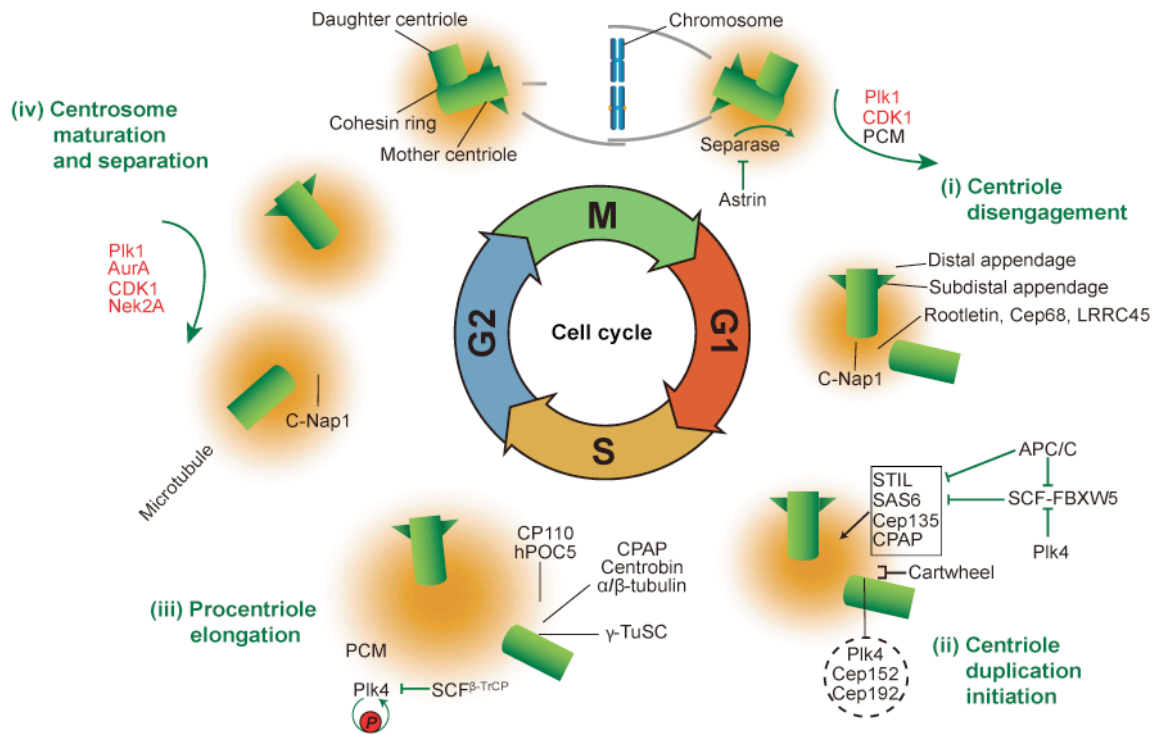 Daughter centriole
Chromosome
(iv) Centrosome
maturation
and separation
Cohesin ring
Mother centriole
Separase
Astrin
Plk1
CDK1
PCM
(i) Centriole
disengagement
Plk1
AurA
CDK1
Nek2A
M
G1
S
G2
Cell cycle
Distal appendage
Subdistal appendage
Rootletin, Cep68, LRRC45
C-Nap1
C-Nap1
Microtubule
APC/C
STIL
SAS6
Cep135
CPAP
SCF-FBXW5
Plk4
Cartwheel
Plk4
Cep152
Cep192
(ii) Centriole
duplication
initiation
CP110
hPOC5
CPAP
Centrobin
α/β-tubulin
γ-TuSC
(iii) Procentriole
elongation
PCM
Plk4
SCFβ-TrCP
P